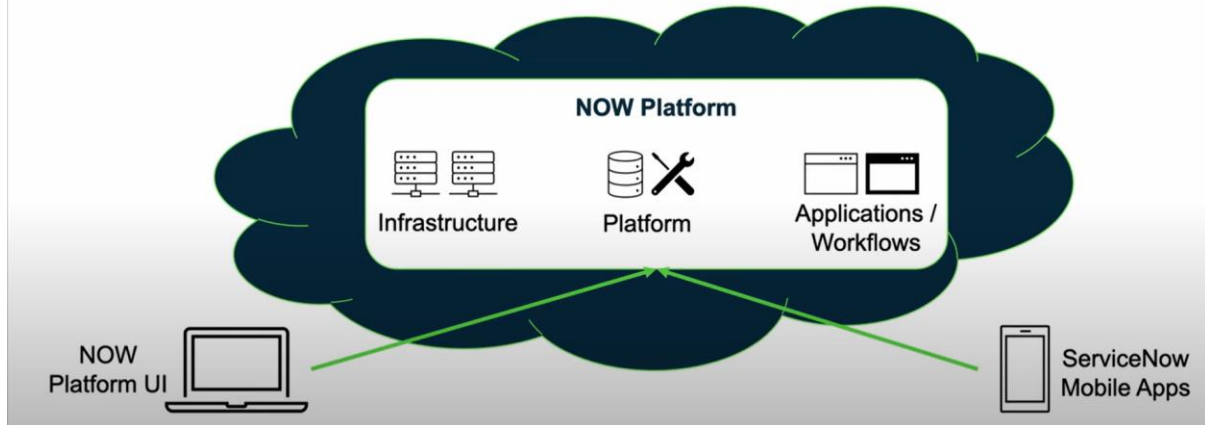 NOW Platform
Infrastructure
Platform
Applications /
Workflows
NOW
Platform UI
ServiceNow
Mobile Apps